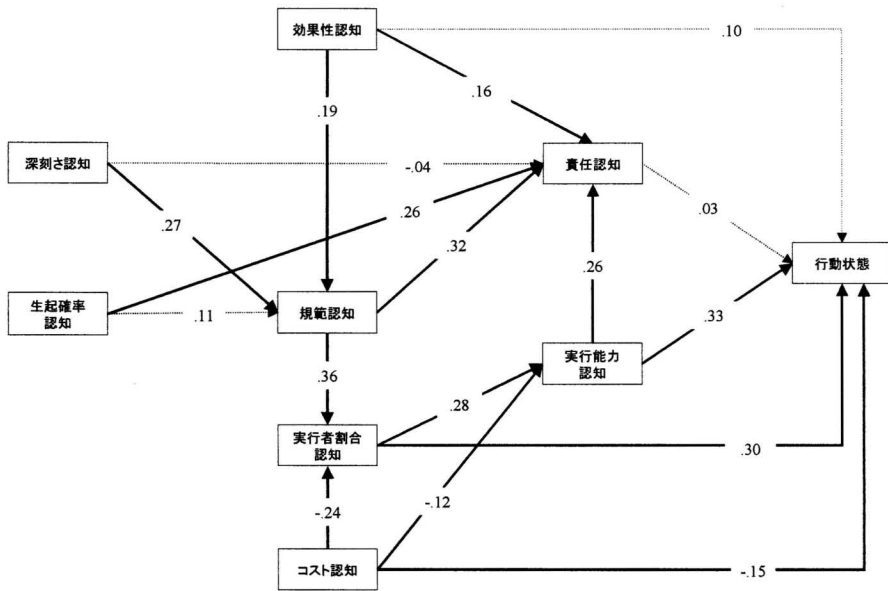 効果性認知
.10
.16
.19
深刻さ認知
-.04
責任認知
.26
.03
.27
.32
行動状態
.26
生起確率
認知
.11
規範認知
.33
実行能力
認知
.36
.28
実行者割合
認知
.30
-.12
-.24
コスト認知
-.15